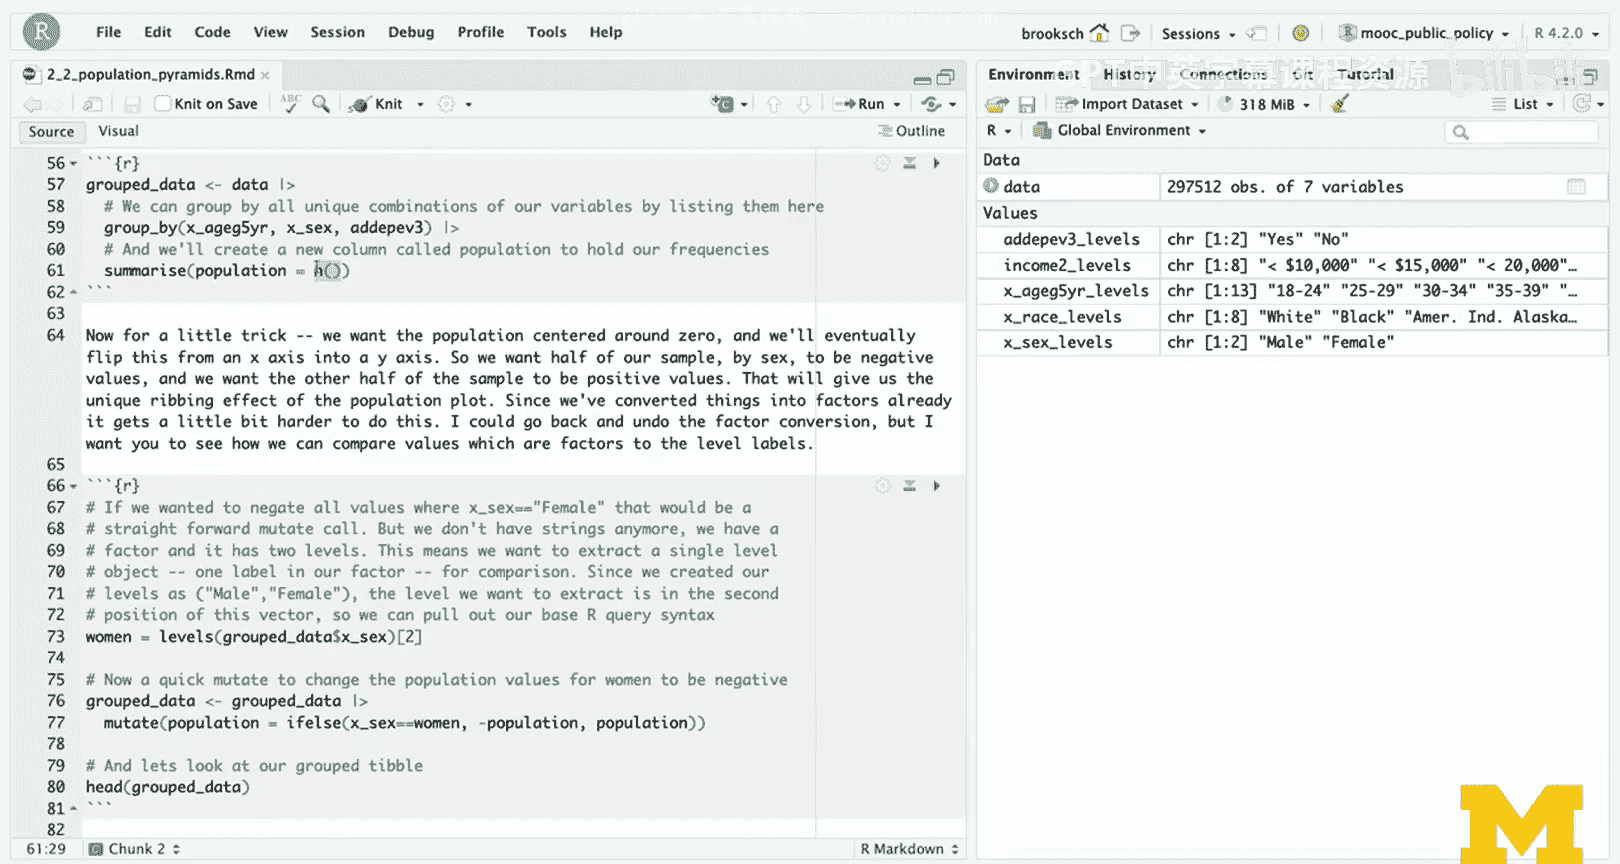 File Edit Code View Session Debug Profile Tools Help
brooksch Sessions mooc_public_policy R 4.2.0
2_2_population_pyramids.Rmd
Knit on Save ABC Knit Run
Source Visual Outline
56 ```{r}
57 grouped_data <- data |>
58 # We can group by all unique combinations of our variables by listing them here
59 group_by(x_ageg5yr, x_sex, addepev3) |>
60 # And we'll create a new column called population to hold our frequencies
61 summarise(population = n())
62 ```
63
64 Now for a little trick -- we want the population centered around zero, and we'll eventually
flip this from an x axis into a y axis. So we want half of our sample, by sex, to be negative
values, and we want the other half of the sample to be positive values. That will give us the
unique ribbing effect of the population plot. Since we've converted things into factors already
it gets a little bit harder to do this. I could go back and undo the factor conversion, but I
want you to see how we can compare values which are factors to the level labels.
65
66 ```{r}
67 # If we wanted to negate all values where x_sex=="Female" that would be a
68 # straight forward mutate call. But we don't have strings anymore, we have a
69 # factor and it has two levels. This means we want to extract a single level
70 # object -- one label in our factor -- for comparison. Since we created our
71 # levels as ("Male","Female"), the level we want to extract is in the second
72 # position of this vector, so we can pull out our base R query syntax
73 women = levels(grouped_data$x_sex)[2]
74
75 # Now a quick mutate to change the population values for women to be negative
76 grouped_data <- grouped_data |>
77 mutate(population = ifelse(x_sex==women, -population, population))
78
79 # And lets look at our grouped tibble
80 head(grouped_data)
81 ```
82
61:29 Chunk 2 R Markdown
Environment History Connections Git Tutorial
GPT中英字幕课程资源 bilibili
Import Dataset 318 MiB List
R Global Environment
Data
data 297512 obs. of 7 variables
Values
addepev3_levels chr [1:2] "Yes" "No"
income2_levels chr [1:8] "< $10,000" "< $15,000" "< 20,000"…
x_ageg5yr_levels chr [1:13] "18-24" "25-29" "30-34" "35-39" "…
x_race_levels chr [1:8] "White" "Black" "Amer. Ind. Alaska…
x_sex_levels chr [1:2] "Male" "Female"
M